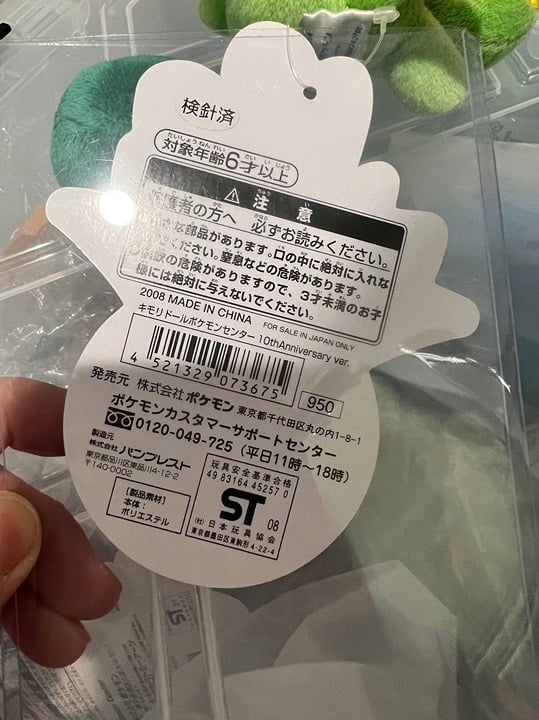 検針済
対象年齢6才以上
⚠ 注意
護者の方へ 必ずお読みください。
な部品があります。口の中に絶対に入れな
ください。窒息などの危険があります。
の危険がありますので、3才未満のお子
様には絶対に与えないでください。
2008 MADE IN CHINA FOR SALE IN JAPAN ONLY
キモリドールポケモンセンター 10thAnniversary ver.
4 521329 073675
950
発売元 株式会社ポケモン 東京都千代田区丸の内1-8-1
ポケモンカスタマーサポートセンター
0120-049-725 (平日11時〜18時)
製造元
株式会社バンプレスト
東京都品川区東品川4-12-2
〒140-0002
[製品素材]
本体:
ポリエステル
玩具安全基準合格
49 83164 45257 0
ST 08
(社)日本玩具協会
東京都墨田区東駒形4-22-4